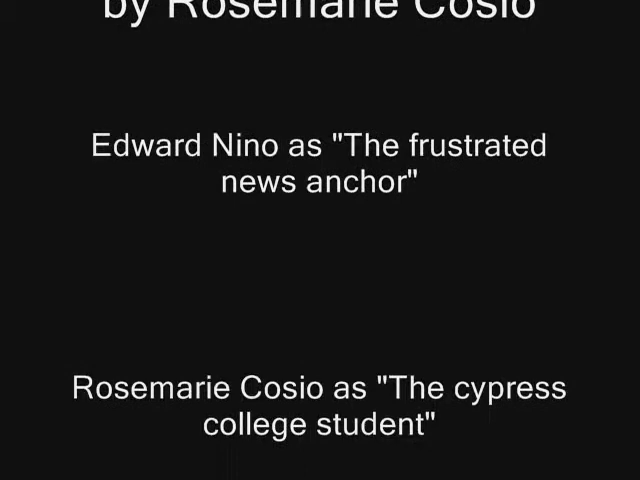 by Rosemarie Cosio
Edward Nino as "The frustrated
news anchor"
Rosemarie Cosio as "The cypress
college student"